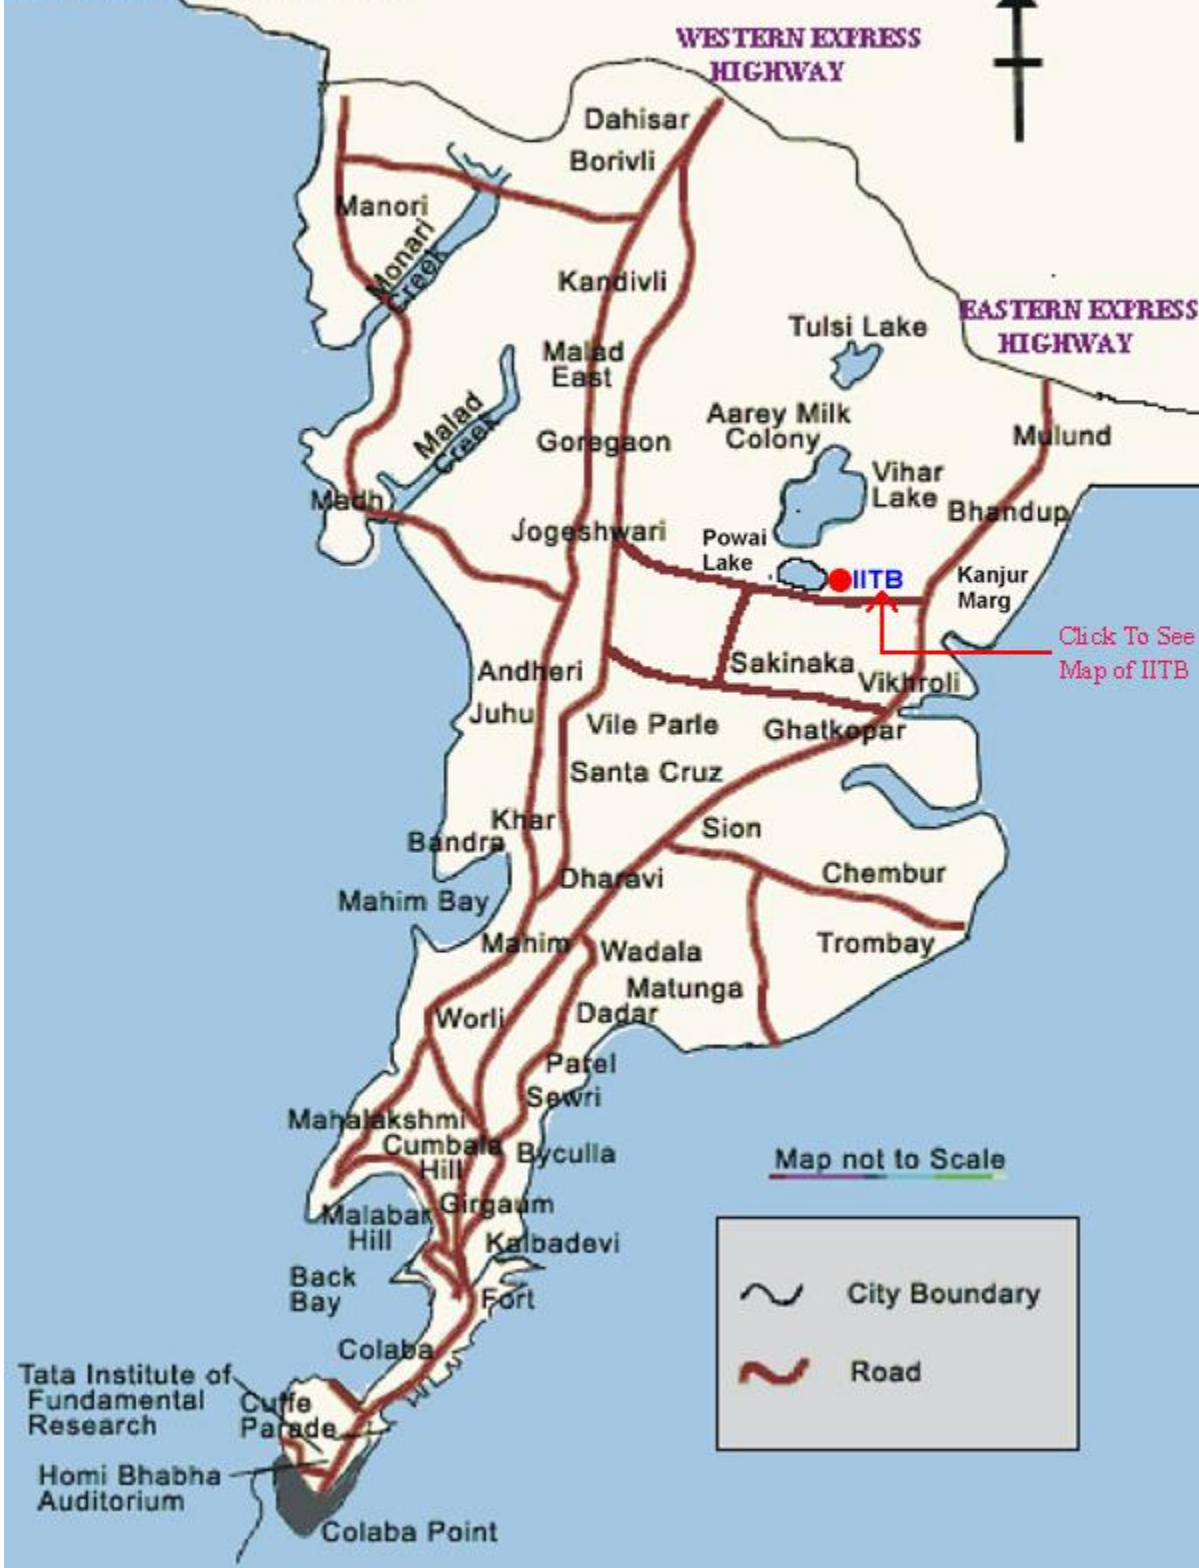 WESTERN EXPRESS
HIGHWAY
Dahisar
Borivli
Manori
Monari
Creek
Kandivli
EASTERN EXPRESS
HIGHWAY
Tulsi Lake
Malad
East
Malad
Creek
Aarey Milk
Colony
Goregaon
Mulund
Vihar
Lake
Madh
Bhandup
Jogeshwari
Powai
Lake
IITB
Kanjur
Marg
Click To See
Map of IITB
Andheri
Sakinaka
Vikhroli
Juhu
Vile Parle
Ghatkopar
Santa Cruz
Khar
Sion
Bandra
Dharavi
Chembur
Mahim Bay
Mahim
Wadala
Trombay
Matunga
Worli
Dadar
Parel
Sewri
Mahalakshmi
Cumbala
Hill
Byculla
Map not to Scale
Girgaum
Malabar
Hill
Kalbadevi
Back
Bay
Fort
City Boundary
Colaba
Road
Tata Institute of
Fundamental
Research
Cuffe
Parade
Homi Bhabha
Auditorium
Colaba Point